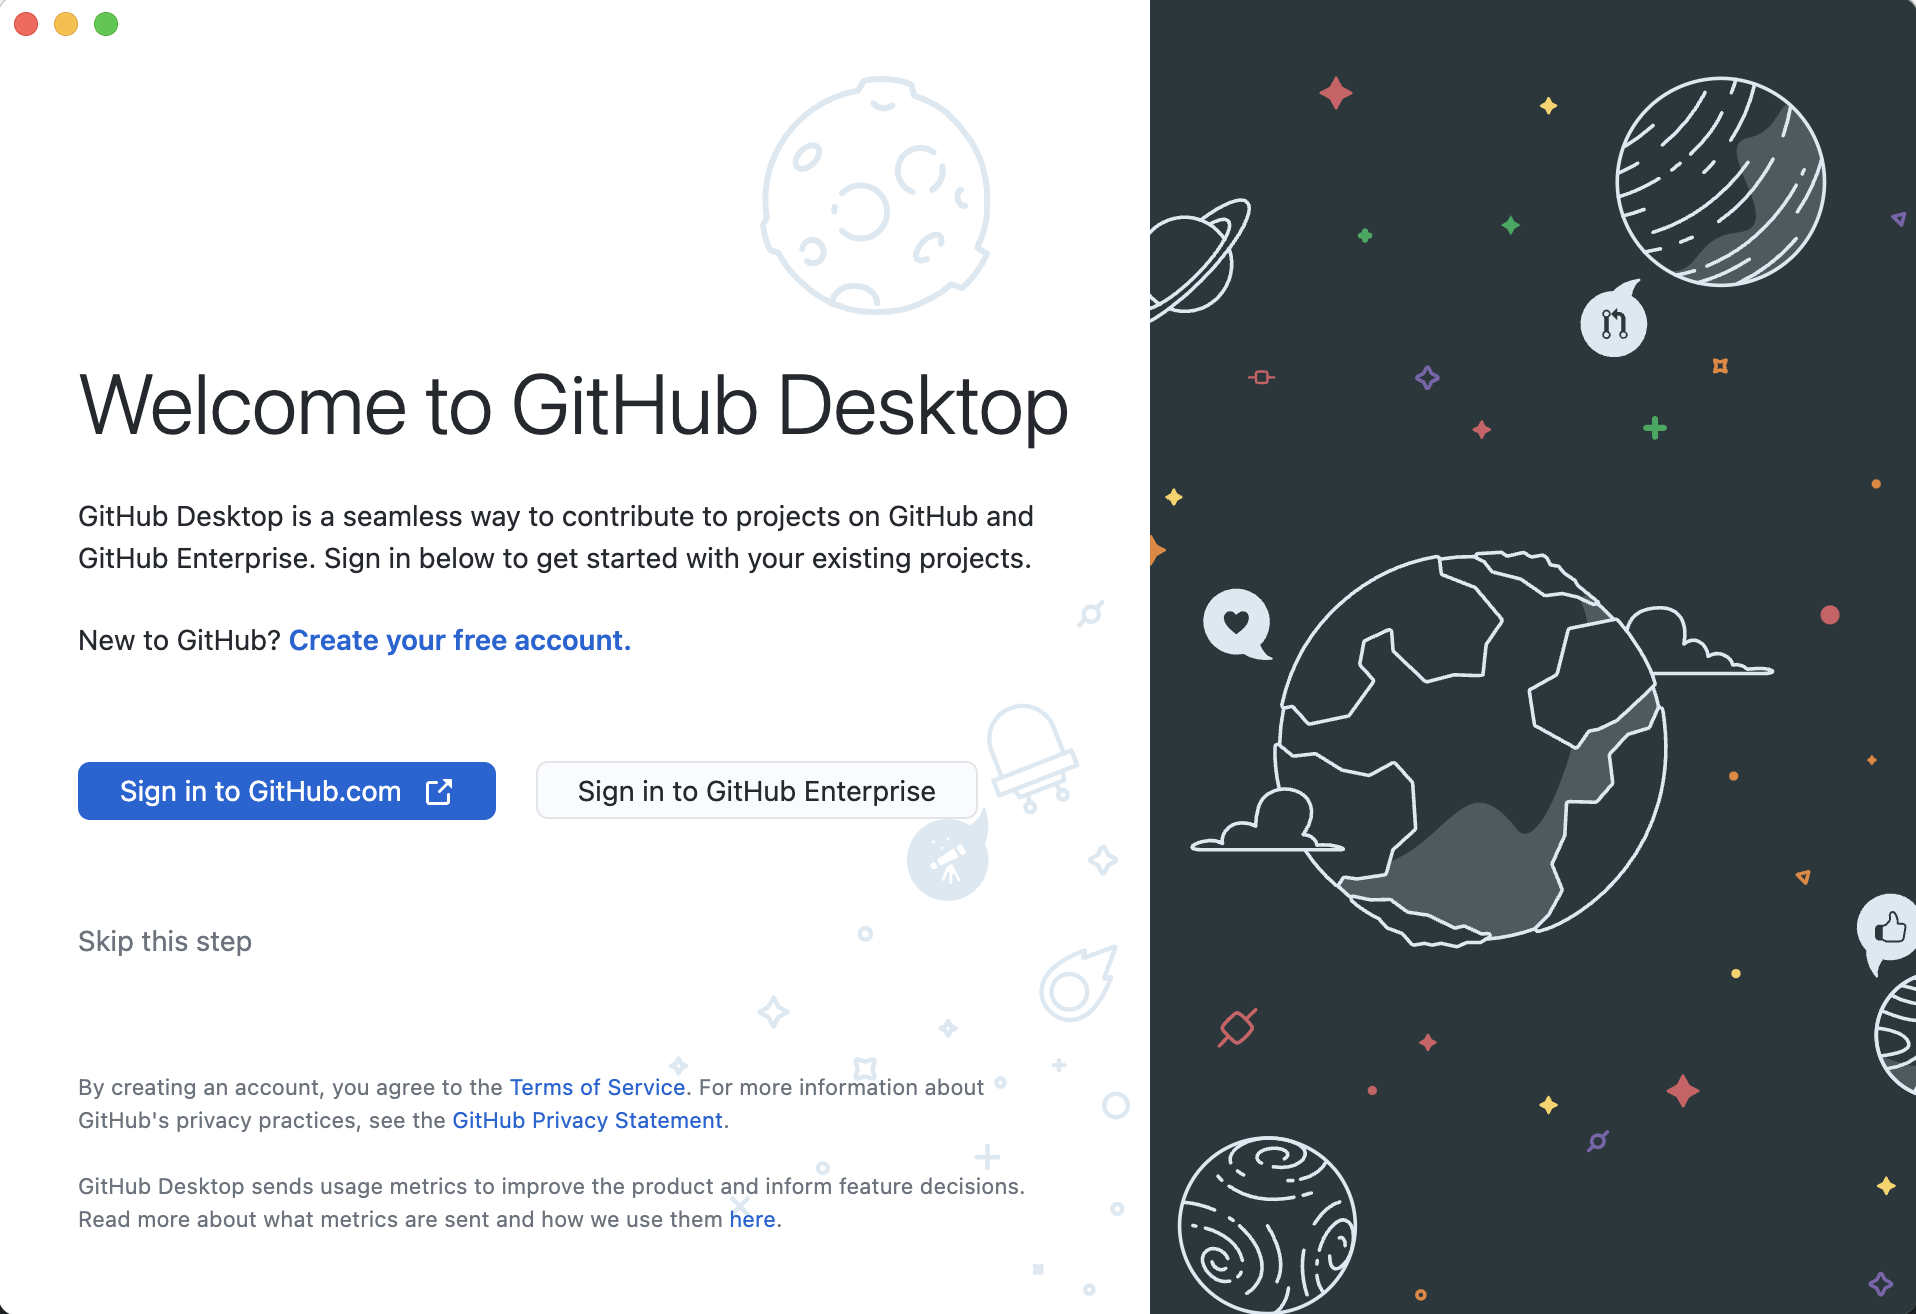 Welcome to GitHub Desktop
GitHub Desktop is a seamless way to contribute to projects on GitHub and
GitHub Enterprise. Sign in below to get started with your existing projects.
New to GitHub? Create your free account.
Sign in to GitHub.com
Sign in to GitHub Enterprise
Skip this step
By creating an account, you agree to the Terms of Service. For more information about
GitHub's privacy practices, see the GitHub Privacy Statement.
GitHub Desktop sends usage metrics to improve the product and inform feature decisions.
Read more about what metrics are sent and how we use them here.